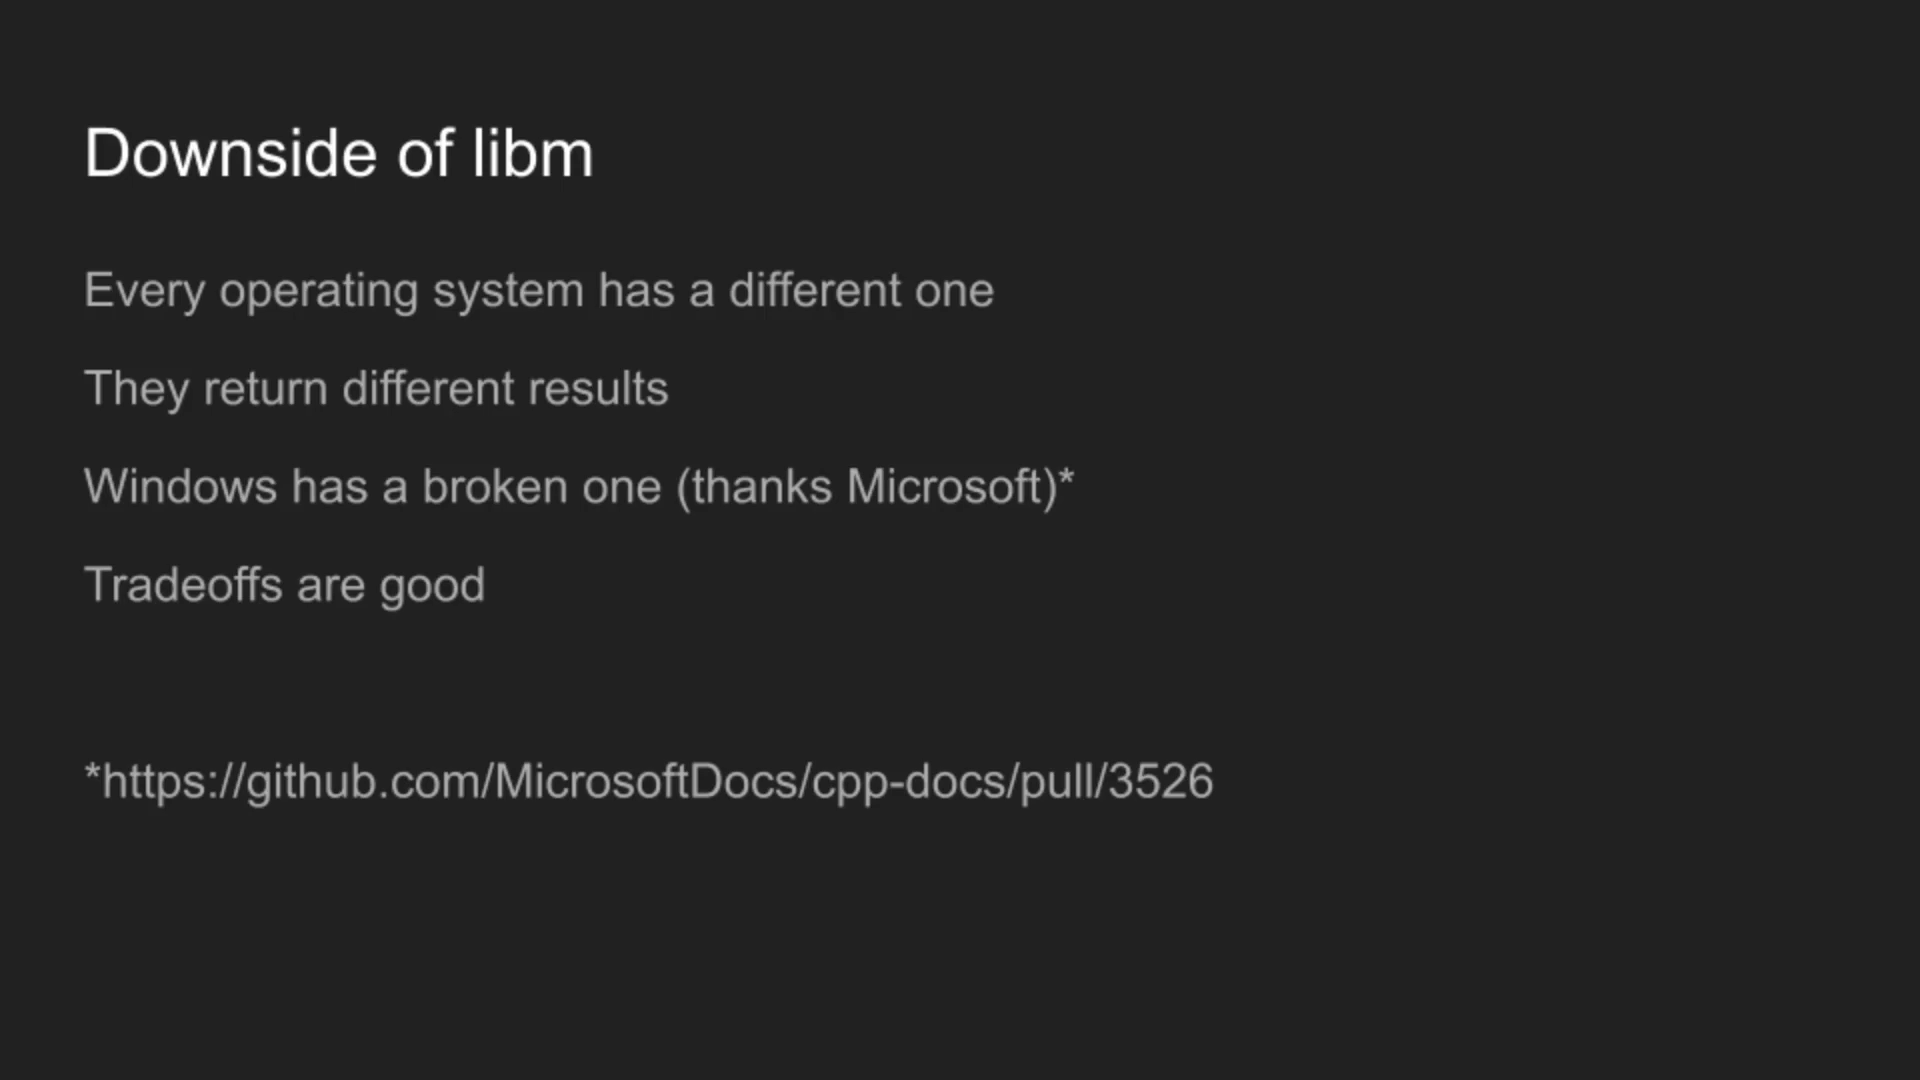 Downside of libm
Every operating system has a different one
They return different results
Windows has a broken one (thanks Microsoft)*
Tradeoffs are good
*https://github.com/MicrosoftDocs/cpp-docs/pull/3526